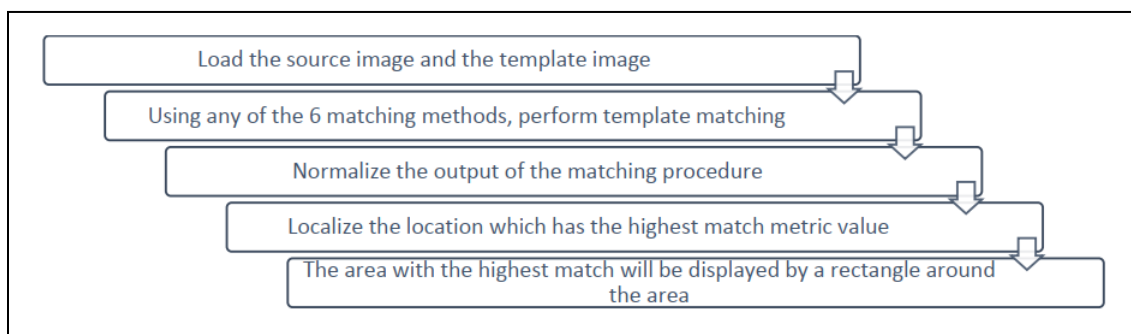 Load the source image and the template image
Using any of the 6 matching methods, perform template matching
Normalize the output of the matching procedure
Localize the location which has the highest match metric value
The area with the highest match will be displayed by a rectangle around
the area